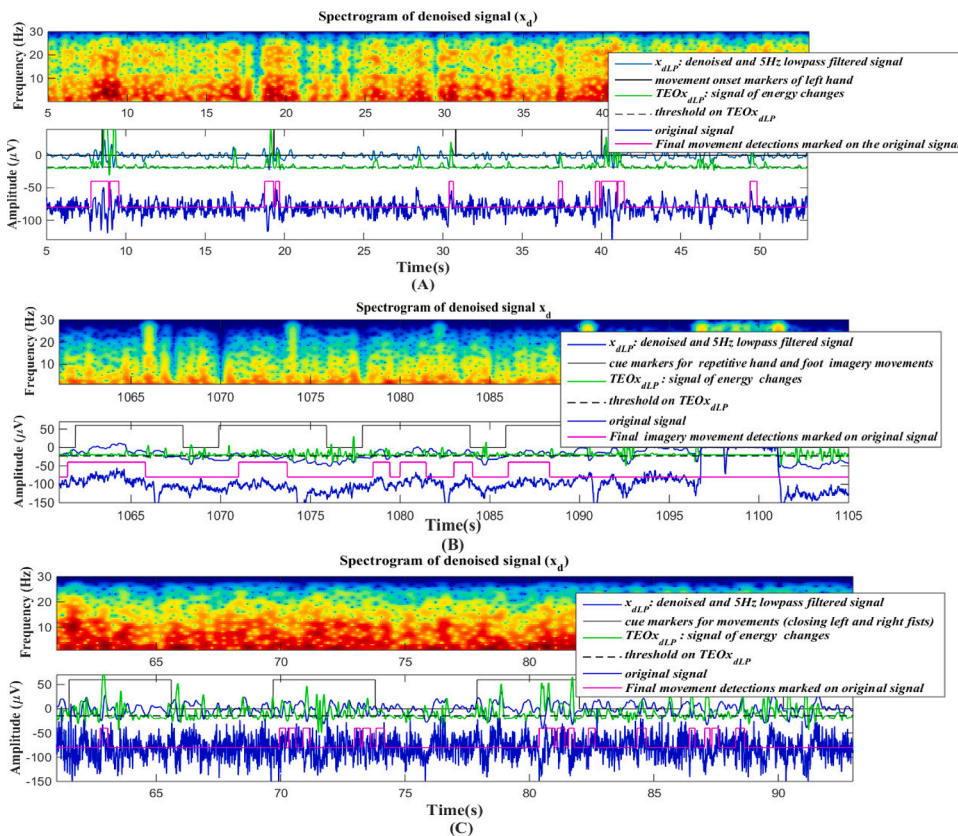 Spectrogram of denoised signal (x_d)
Frequency (Hz)
30
20
10
5 10 15 20 25 30 35 40
x_dLP: denoised and 5Hz lowpass filtered signal
movement onset markers of left hand
TEOx_dLP: signal of energy changes
threshold on TEOx_dLP
original signal
Final movement detections marked on the original signal
Amplitude (μV)
0
-50
-100
5 10 15 20 25 30 35 40 45 50
Time(s)
(A)
Spectrogram of denoised signal x_d
Frequency (Hz)
30
20
10
1065 1070 1075 1080 1085
x_dLP: denoised and 5Hz lowpass filtered signal
cue markers for repetitive hand and foot imagery movements
TEOx_dLP: signal of energy changes
threshold on TEOx_dLP
original signal
Final imagery movement detections marked on original signal
Amplitude (μV)
50
0
-50
-100
-150
1065 1070 1075 1080 1085 1090 1095 1100 1105
Time(s)
(B)
Spectrogram of denoised signal (x_d)
Frequency (Hz)
30
20
10
0
65 70 75 80
x_dLP: denoised and 5Hz lowpass filtered signal
cue markers for movements (closing left and right fists)
TEOx_dLP : signal of energy changes
threshold on TEOx_dLP
original signal
Final movement detections marked on original signal
Amplitude (μV)
50
0
-50
-100
-150
65 70 75 80 85 90
Time(s)
(C)